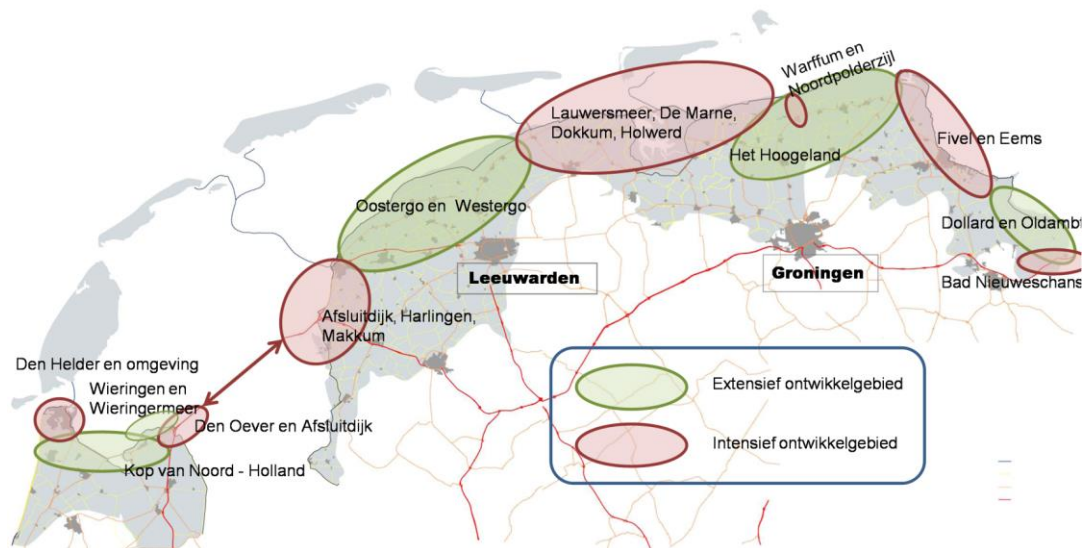 Warffum en
Noordpolderzijl
Lauwersmeer, De Marne,
Dokkum, Holwerd
Fivel en Eems
Het Hoogeland
Oostergo en Westergo
Dollard en Oldambt
Leeuwarden
Groningen
Bad Nieuweschans
Afsluitdijk, Harlingen,
Makkum
Den Helder en omgeving
Wieringen en
Wieringermeer
Den Oever en Afsluitdijk
Kop van Noord - Holland
Extensief ontwikkelgebied
Intensief ontwikkelgebied